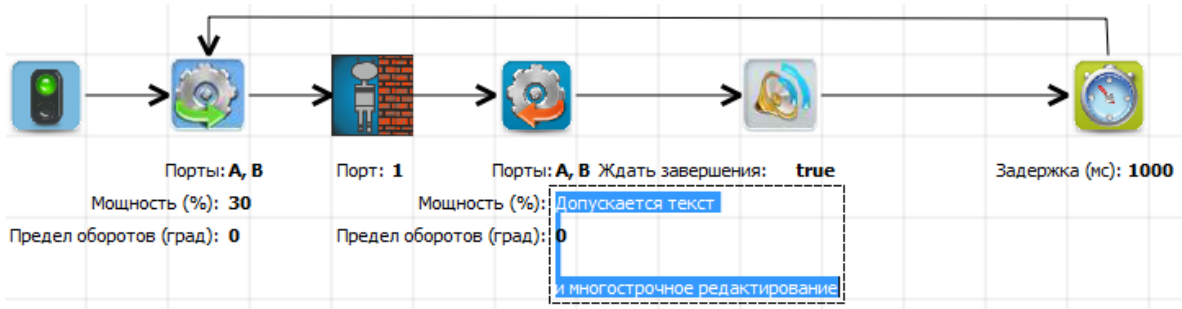 Порты: A, B Порт: 1 Порты: A, B Ждать завершения: true Задержка (мс): 1000
Мощность (%): 30 Мощность (%): Допускается текст
Предел оборотов (град): 0 Предел оборотов (град): 0
и многострочное редактирование